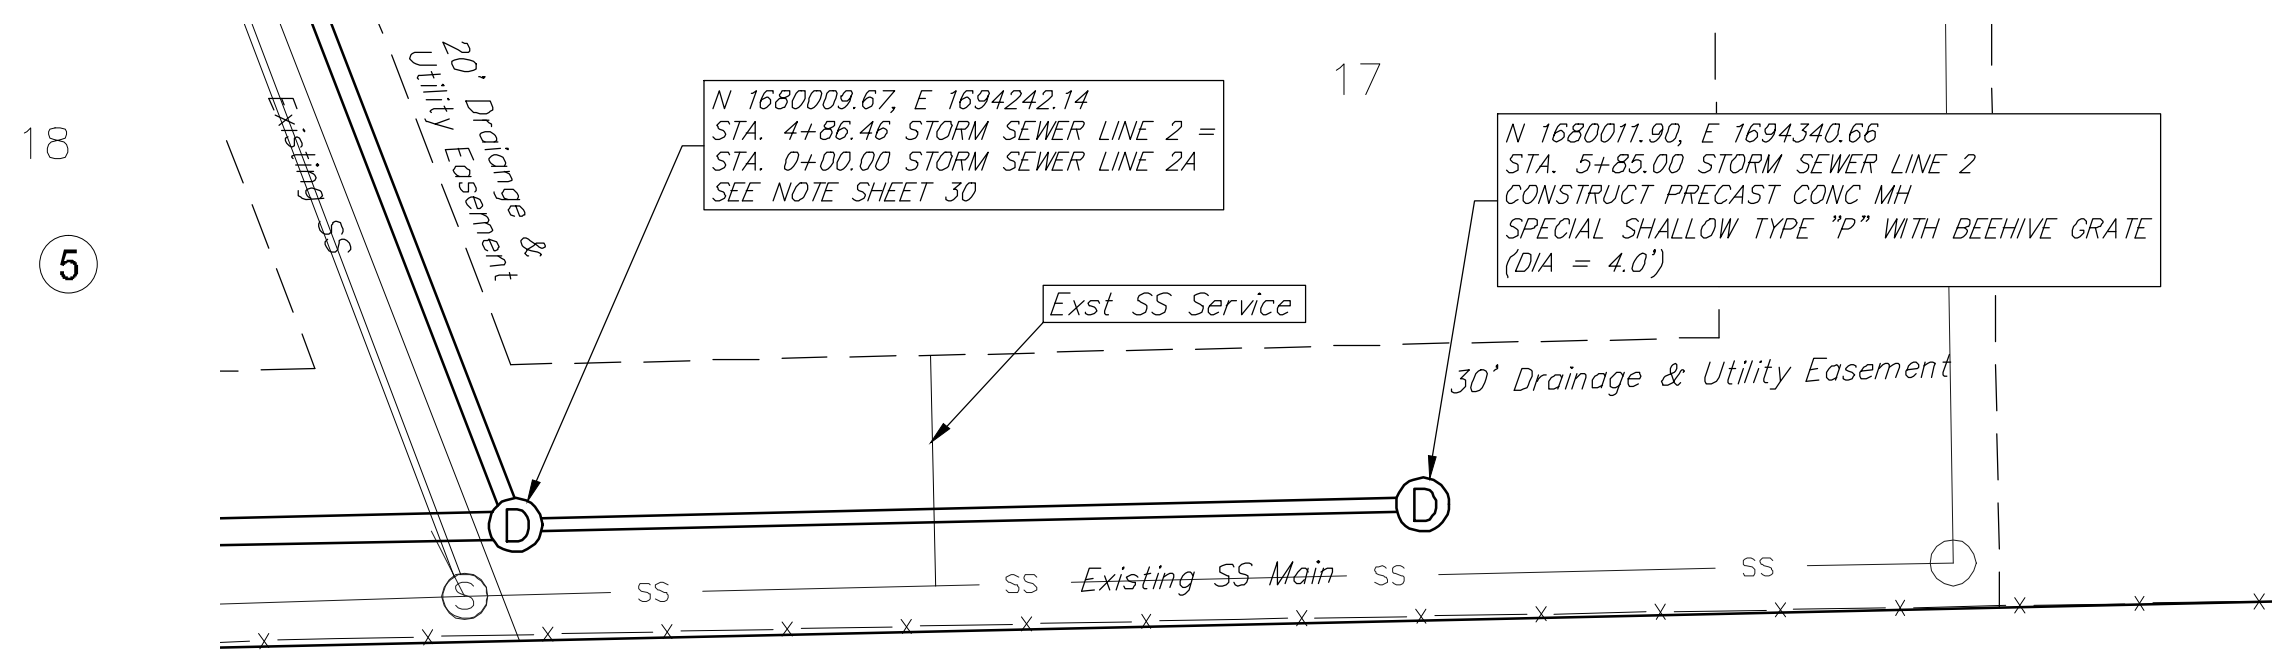 18
5
Existing SS
20' Draiange &
Utility Easement
N 1680009.67, E 1694242.14
STA. 4+86.46 STORM SEWER LINE 2 =
STA. 0+00.00 STORM SEWER LINE 2A
SEE NOTE SHEET 30
17
N 1680011.90, E 1694340.66
STA. 5+85.00 STORM SEWER LINE 2
CONSTRUCT PRECAST CONC MH
SPECIAL SHALLOW TYPE "P" WITH BEEHIVE GRATE
(DIA = 4.0')
Exst SS Service
30' Drainage & Utility Easement
D
D
S
SS
SS
Existing SS Main
SS
SS